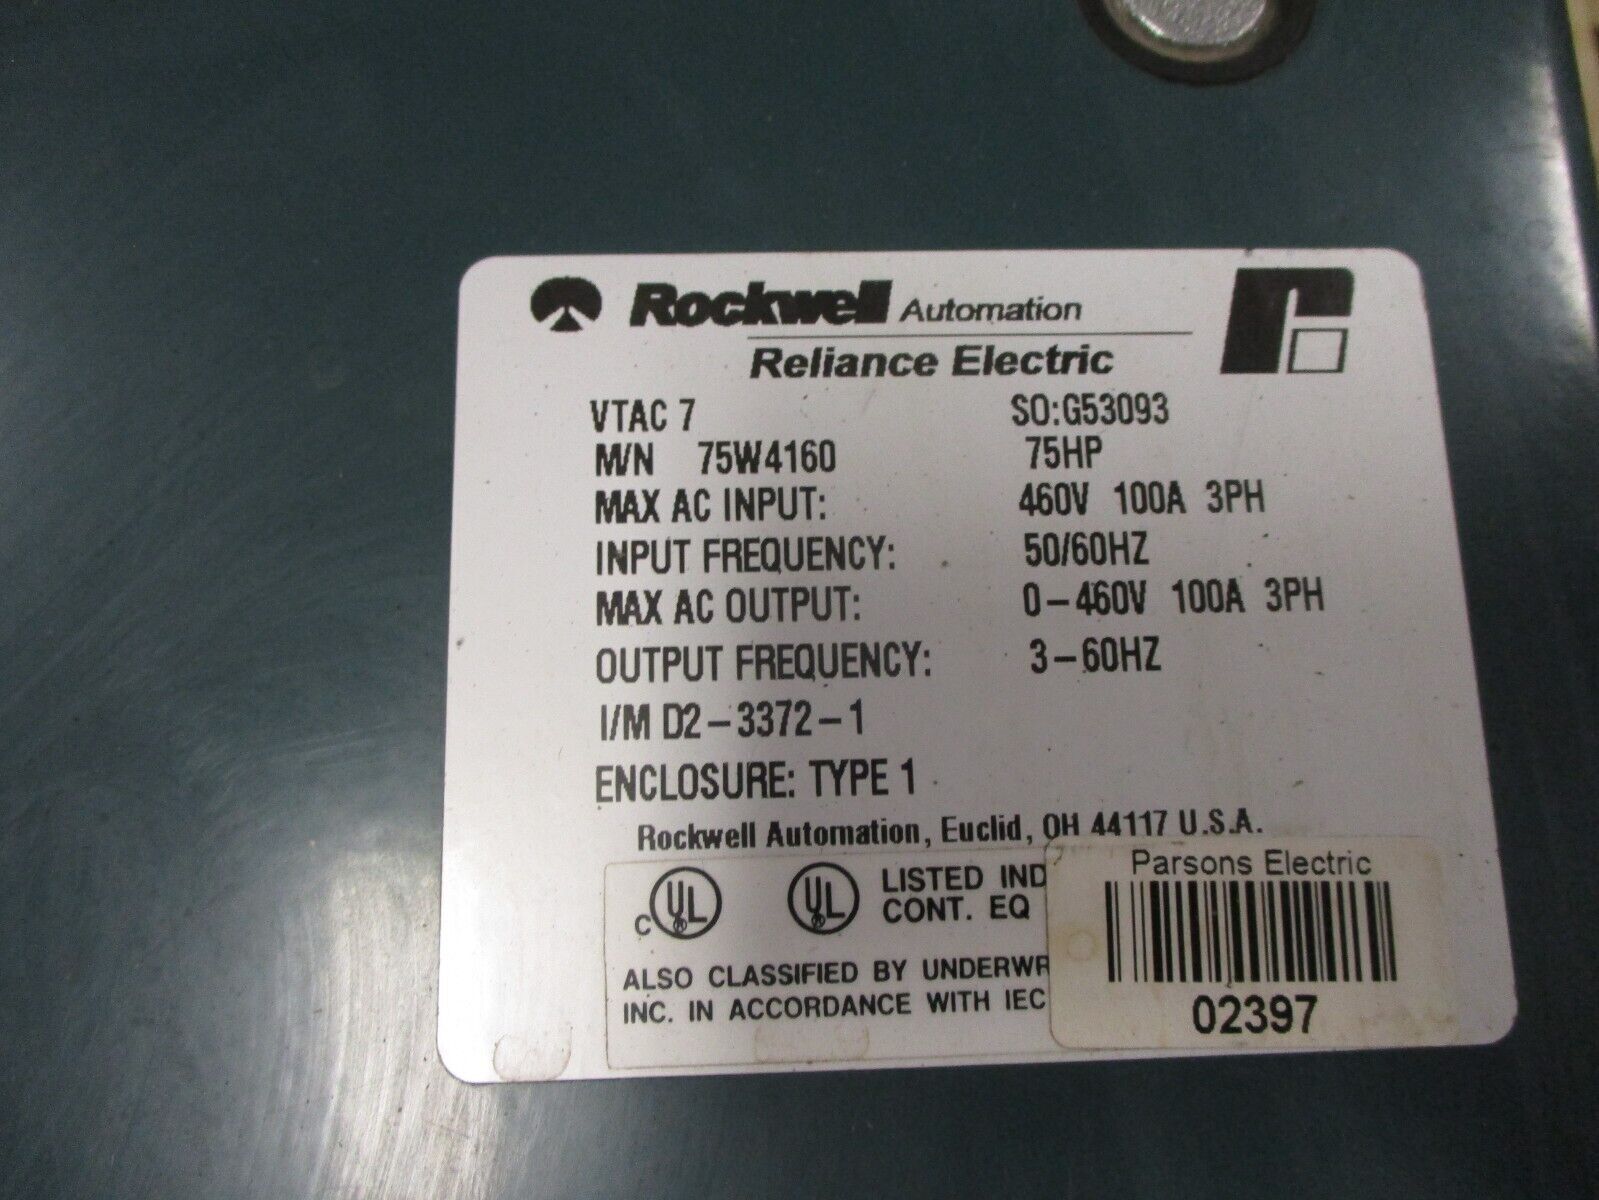 Rockwell Automation
Reliance Electric
VTAC 7 SO:G53093
M/N 75W4160 75HP
MAX AC INPUT: 460V 100A 3PH
INPUT FREQUENCY: 50/60HZ
MAX AC OUTPUT: 0-460V 100A 3PH
OUTPUT FREQUENCY: 3-60HZ
I/M D2-3372-1
ENCLOSURE: TYPE 1
Rockwell Automation, Euclid, OH 44117 U.S.A.
C UL ® UL ® LISTED IND
CONT. EQ
ALSO CLASSIFIED BY UNDERWR
INC. IN ACCORDANCE WITH IEC
Parsons Electric
02397